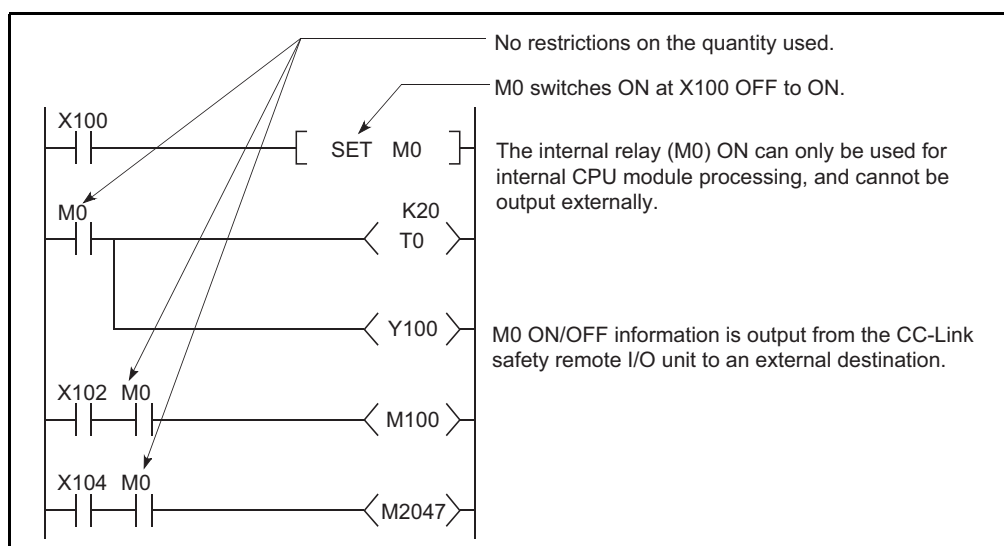 No restrictions on the quantity used.
M0 switches ON at X100 OFF to ON.
X100
SET M0
The internal relay (M0) ON can only be used for
internal CPU module processing, and cannot be
output externally.
M0
K20
T0
Y100
M0 ON/OFF information is output from the CC-Link
safety remote I/O unit to an external destination.
X102 M0
M100
X104 M0
M2047